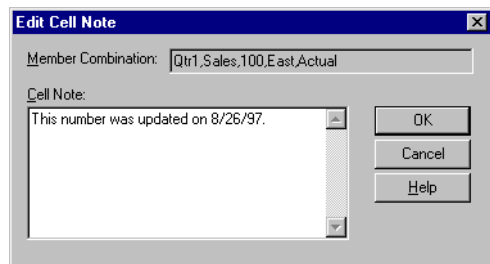 Edit Cell Note
Member Combination: Qtr1,Sales,100,East,Actual
Cell Note:
This number was updated on 8/26/97.
OK
Cancel
Help